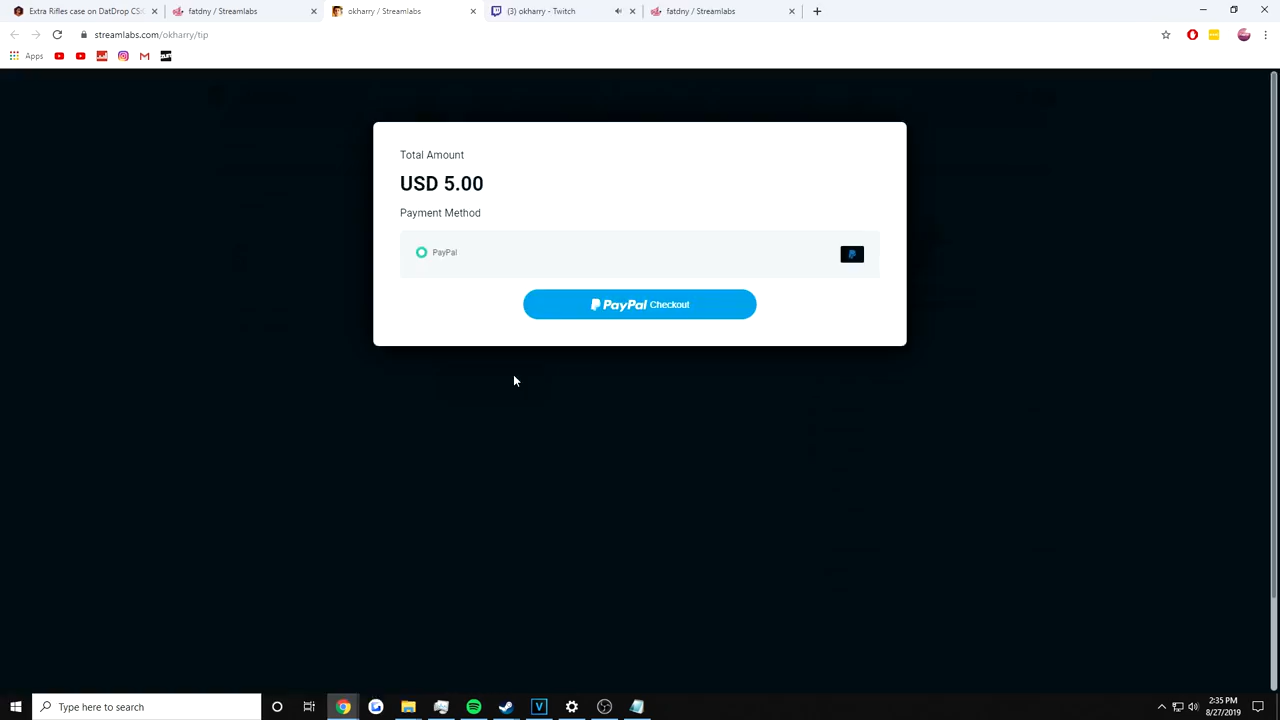 Extra Rifles case on DatDrop CS:
fatdny / Streamlabs
okharry / Streamlabs
(3) okharry - Twitch
fatdny / Streamlabs
streamlabs.com/okharry/tip
Apps
Total Amount
USD 5.00
Payment Method
PayPal
PayPal Checkout
Type here to search
2:35 PM
8/27/2019